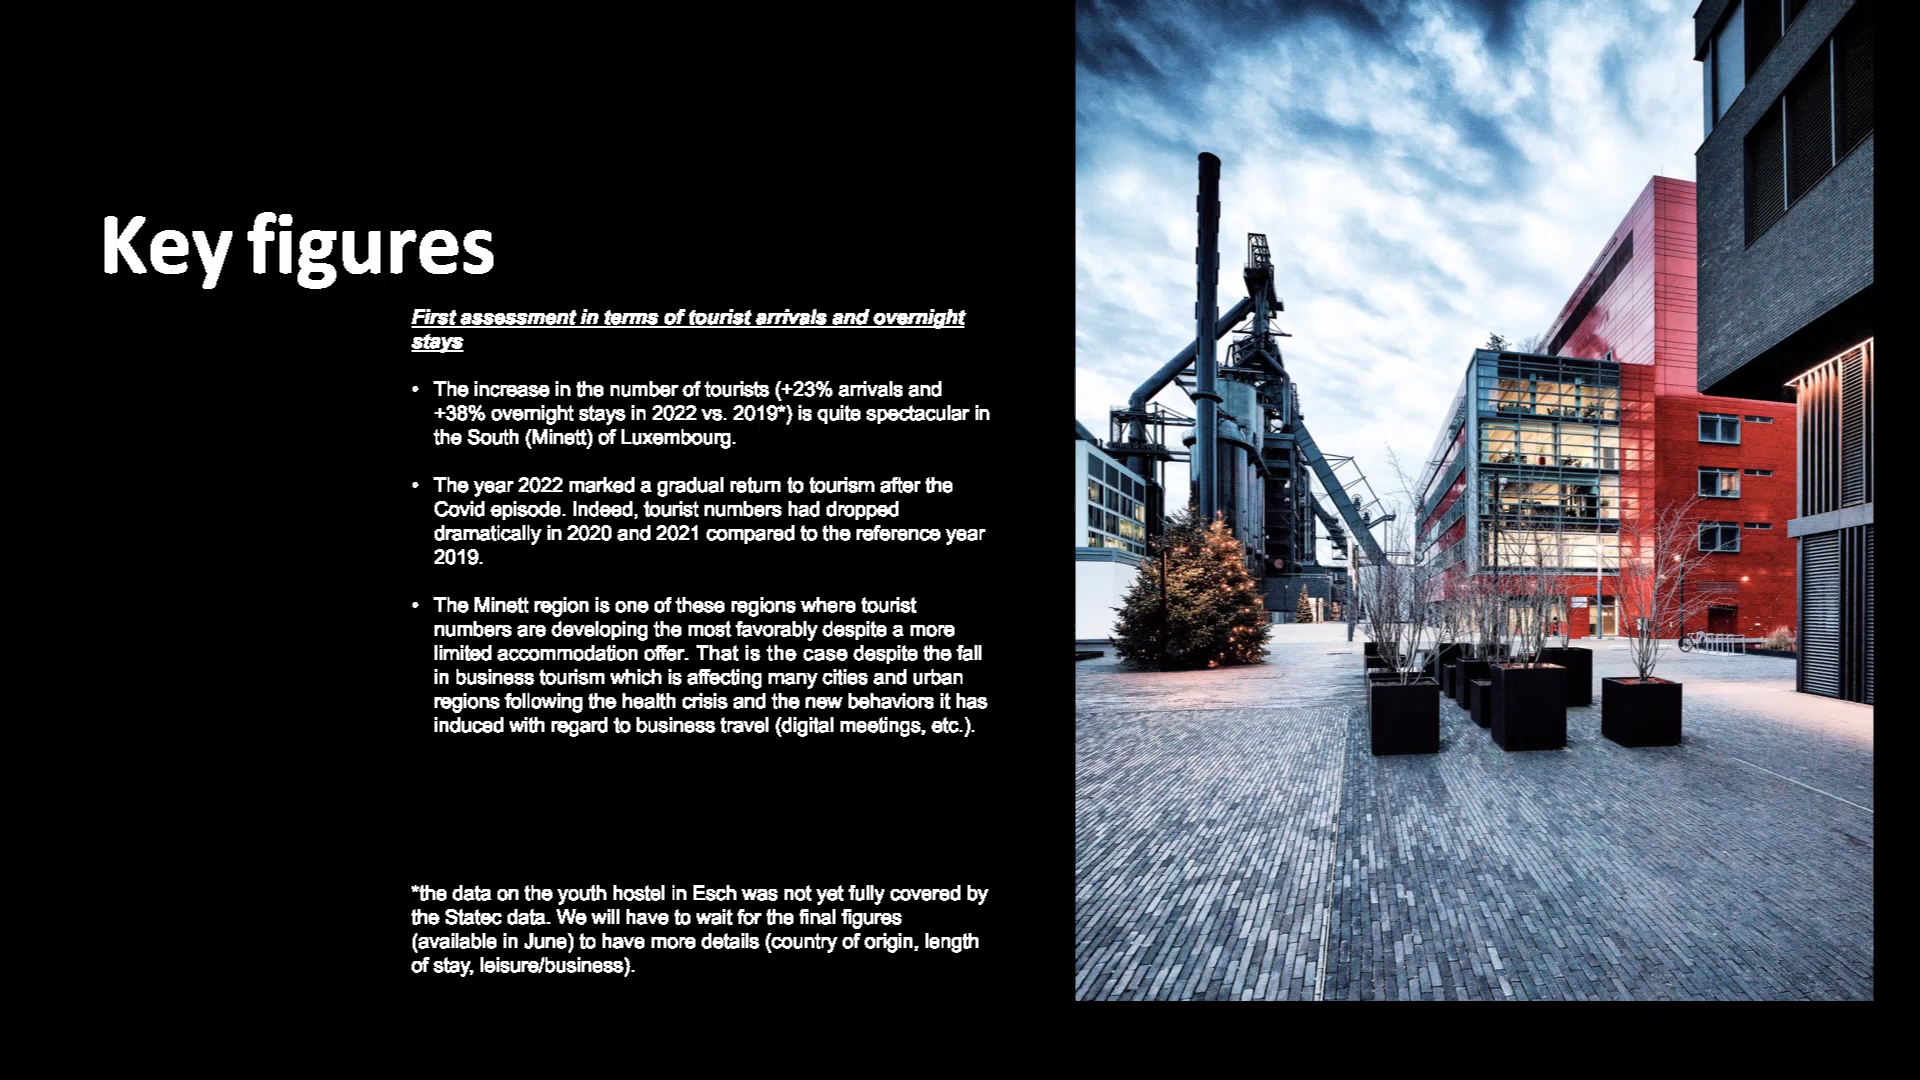 Key figures
First assessment in terms of tourist arrivals and overnight
stays
• The increase in the number of tourists (+23% arrivals and
+38% overnight stays in 2022 vs. 2019*) is quite spectacular in
the South (Minett) of Luxembourg.
• The year 2022 marked a gradual return to tourism after the
Covid episode. Indeed, tourist numbers had dropped
dramatically in 2020 and 2021 compared to the reference year
2019.
• The Minett region is one of these regions where tourist
numbers are developing the most favorably despite a more
limited accommodation offer. That is the case despite the fall
in business tourism which is affecting many cities and urban
regions following the health crisis and the new behaviors it has
induced with regard to business travel (digital meetings, etc.).
*the data on the youth hostel in Esch was not yet fully covered by
the Statec data. We will have to wait for the final figures
(available in June) to have more details (country of origin, length
of stay, leisure/business).